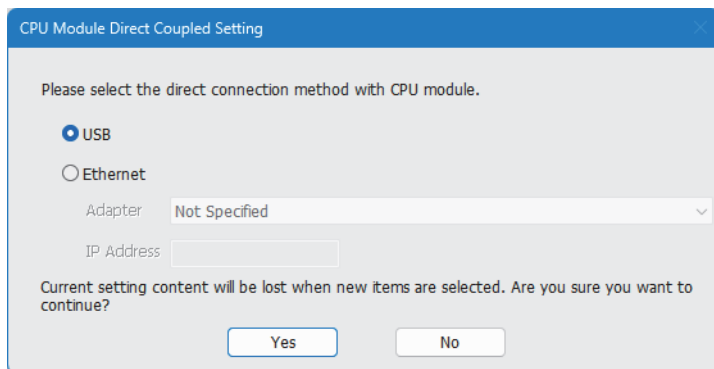 CPU Module Direct Coupled Setting
Please select the direct connection method with CPU module.
USB
Ethernet
Adapter Not Specified
IP Address
Current setting content will be lost when new items are selected. Are you sure you want to
continue?
Yes No